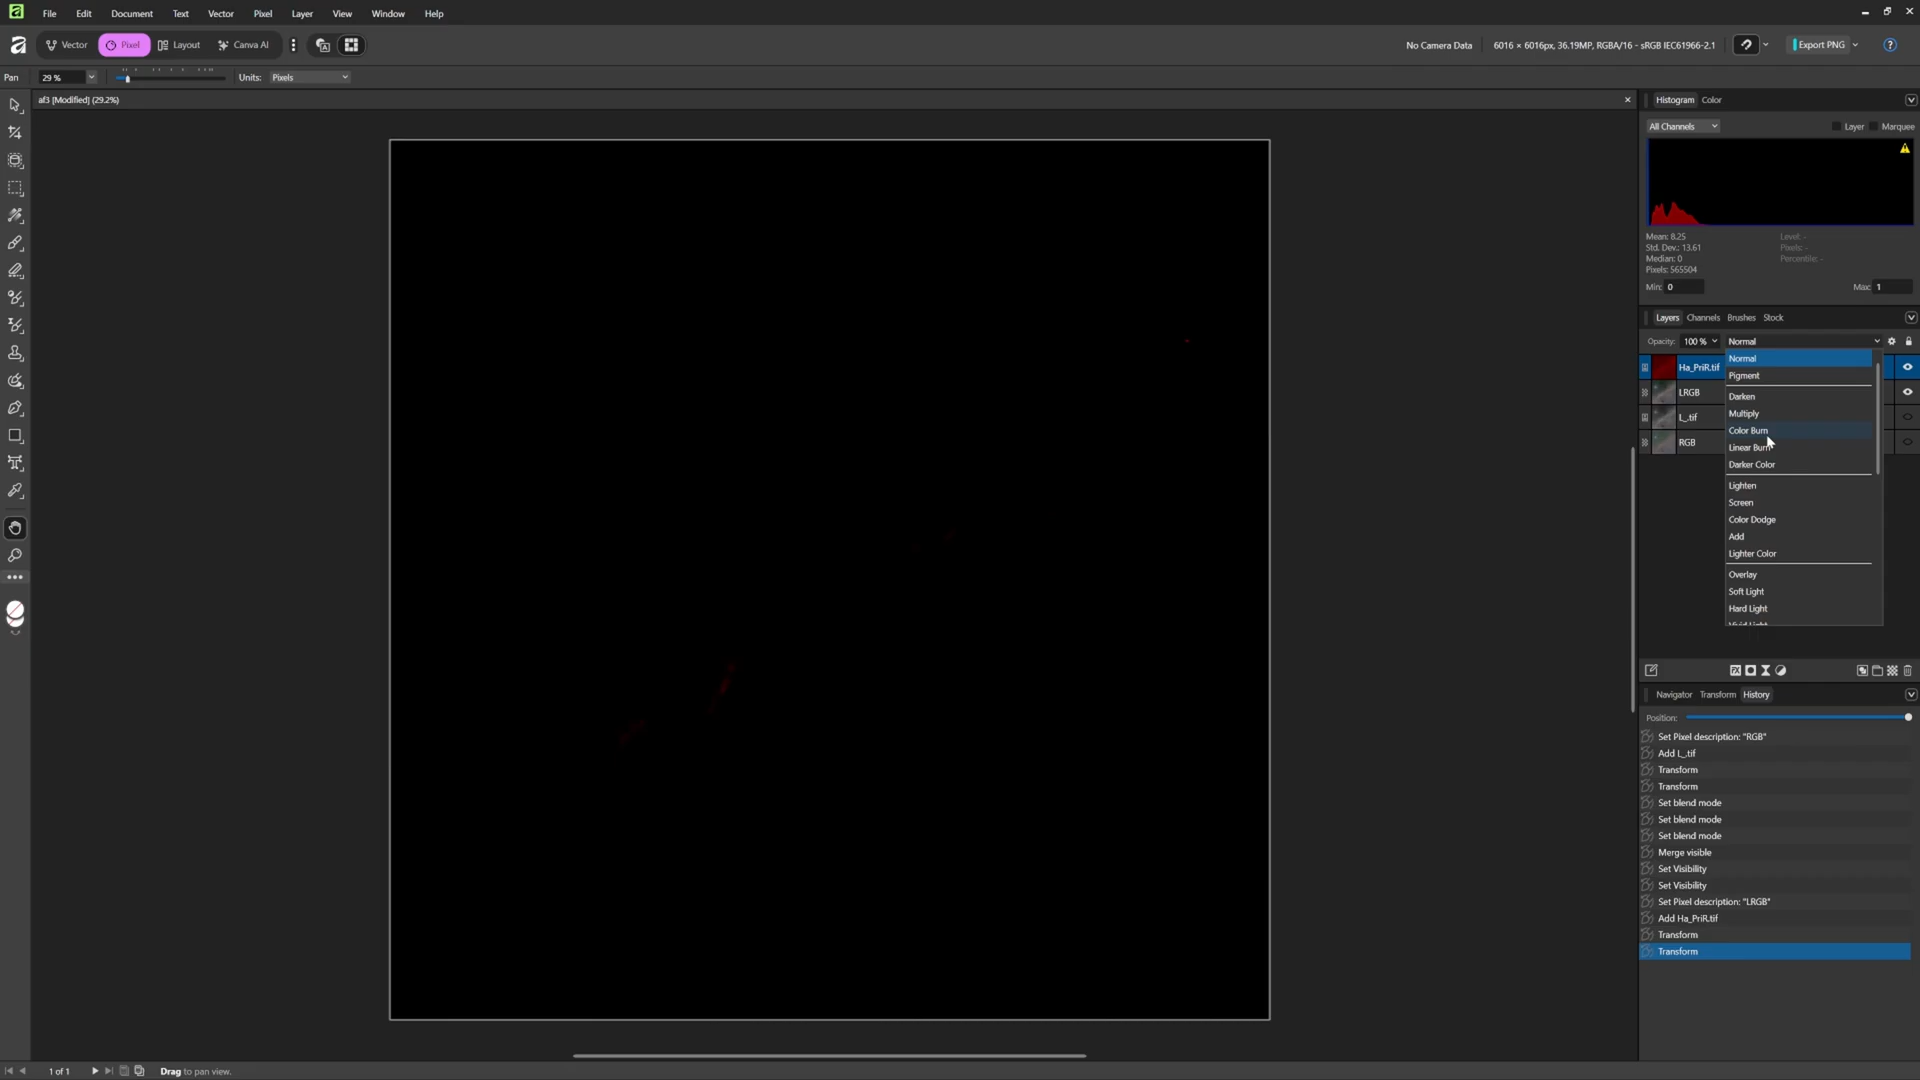 File Edit Document Text Vector Pixel Layer View Window Help
Vector Pixel Layout Canva AI
No Camera Data 6016 × 6016px, 36.19MP, RGBA/16 - sRGB IEC61966-2.1 Export PNG
Pan 29 % Units: Pixels
af3 [Modified] (29.2%)
Histogram Color
All Channels Layer Marquee
Mean: 8.25 Level: -
Std. Dev.: 13.61 Pixels: -
Median: 0 Percentile: -
Pixels: 565504
Min: 0 Max: 1
Layers Channels Brushes Stock
Opacity: 100 % Normal
Ha_PriR.tif
LRGB
L_.tif
RGB
Normal
Pigment
Darken
Multiply
Color Burn
Linear Burn
Darker Color
Lighten
Screen
Color Dodge
Add
Lighter Color
Overlay
Soft Light
Hard Light
Vivid Light
Navigator Transform History
Position:
Set Pixel description: "RGB"
Add L_.tif
Transform
Transform
Set blend mode
Set blend mode
Set blend mode
Merge visible
Set Visibility
Set Visibility
Set Pixel description: "LRGB"
Add Ha_PriR.tif
Transform
Transform
1 of 1 Drag to pan view.